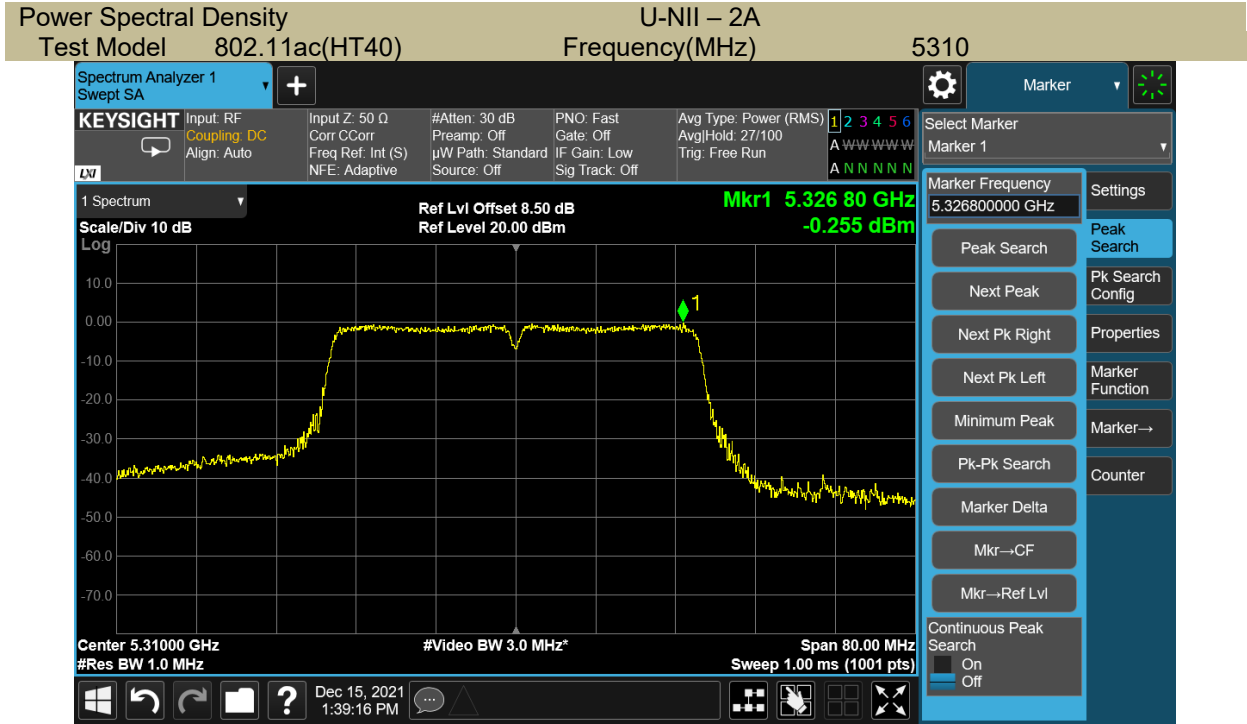 Power Spectral Density U-NII – 2A
Test Model 802.11ac(HT40) Frequency(MHz) 5310
Spectrum Analyzer 1
Swept SA
+
Marker
KEYSIGHT
LXI
Input: RF
Coupling: DC
Align: Auto
Input Z: 50 Ω
Corr CCorr
Freq Ref: Int (S)
NFE: Adaptive
#Atten: 30 dB
Preamp: Off
µW Path: Standard
Source: Off
PNO: Fast
Gate: Off
IF Gain: Low
Sig Track: Off
Avg Type: Power (RMS)
Avg|Hold: 27/100
Trig: Free Run
1 2 3 4 5 6
A W W W W W
A N N N N N
Select Marker
Marker 1
1 Spectrum
Scale/Div 10 dB
Log
Ref Lvl Offset 8.50 dB
Ref Level 20.00 dBm
Mkr1 5.326 80 GHz
-0.255 dBm
10.0
0.00
-10.0
-20.0
-30.0
-40.0
-50.0
-60.0
-70.0
1
Center 5.31000 GHz
#Res BW 1.0 MHz
#Video BW 3.0 MHz*
Span 80.00 MHz
Sweep 1.00 ms (1001 pts)
Marker Frequency
5.326800000 GHz
Peak Search
Next Peak
Next Pk Right
Next Pk Left
Minimum Peak
Pk-Pk Search
Marker Delta
Mkr→CF
Mkr→Ref Lvl
Continuous Peak
Search
On
Off
Settings
Peak
Search
Pk Search
Config
Properties
Marker
Function
Marker→
Counter
?
Dec 15, 2021
1:39:16 PM